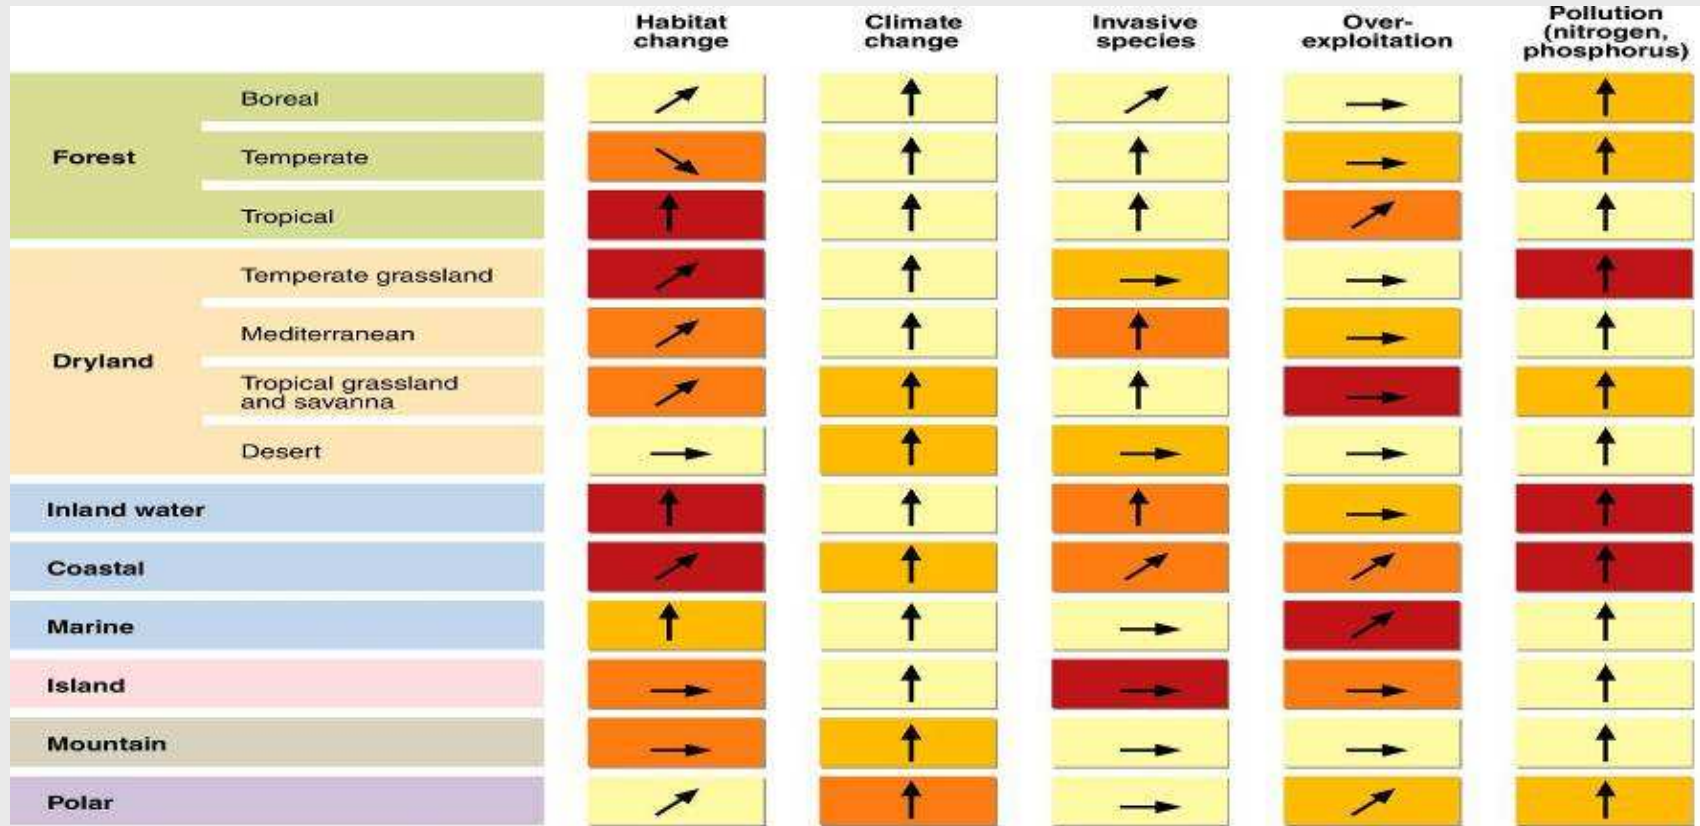 Habitat
change
Climate
change
Invasive
species
Over-
exploitation
Pollution
(nitrogen,
phosphorus)
Forest
Boreal
Temperate
Tropical
Dryland
Temperate grassland
Mediterranean
Tropical grassland
and savanna
Desert
Inland water
Coastal
Marine
Island
Mountain
Polar